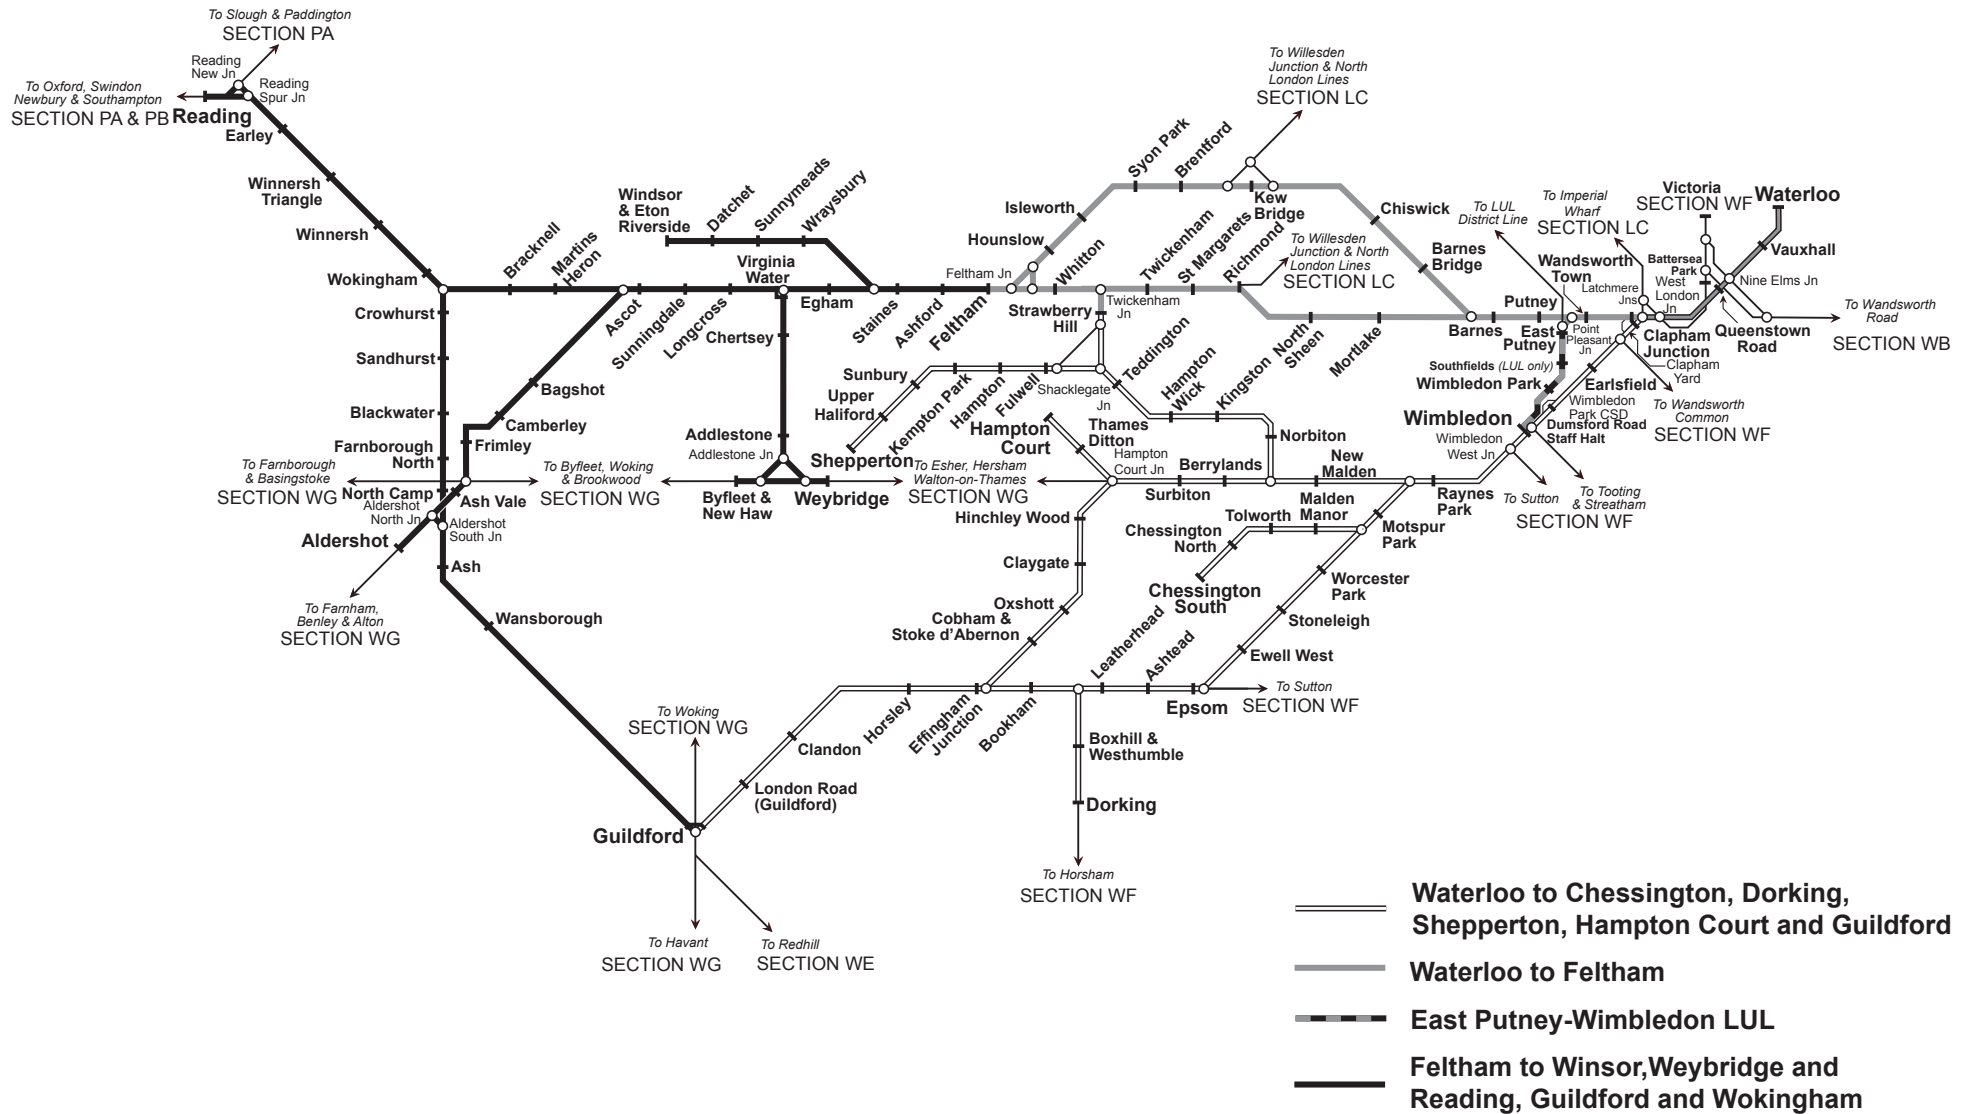 To Slough & Paddington
SECTION PA
Reading
New Jn
Reading
Spur Jn
To Oxford, Swindon
Newbury & Southampton
SECTION PA & PB
Reading
Earley
Winnersh
Triangle
Winnersh
Wokingham
Bracknell
Martins
Heron
Crowhurst
Sandhurst
Blackwater
Farnborough
North
North Camp
To Farnborough
& Basingstoke
SECTION WG
Aldershot
North Jn
Aldershot
South Jn
Aldershot
To Farnham,
Benley & Alton
SECTION WG
Ash
Wansborough
Ash Vale
Frimley
Camberley
Bagshot
Ascot
Sunningdale
Longcross
Virginia
Water
Egham
Windsor
& Eton
Riverside
Datchet
Sunnymeads
Wraysbury
Staines
Ashford
Feltham
Chertsey
Addlestone
Addlestone Jn
To Byfleet, Woking
& Brookwood
SECTION WG
Byfleet &
New Haw
Weybridge
To Esher, Hersham
Walton-on-Thames
SECTION WG
Feltham Jn
Hounslow
Isleworth
Syon Park
Brentford
To Willesden
Junction & North
London Lines
SECTION LC
Kew
Bridge
Chiswick
Barnes
Bridge
Whitton
Twickenham
St Margarets
Richmond
To Willesden
Junction & North
London Lines
SECTION LC
Twickenham
Jn
Strawberry
Hill
North
Sheen
Mortlake
Barnes
Putney
East
Putney
Point
Pleasant
Jn
To LUL
District Line
Wandsworth
Town
To Imperial
Wharf
SECTION LC
Latchmere
Jns
Victoria
SECTION WF
Waterloo
Vauxhall
Battersea
Park
West
London
Jn
Nine Elms Jn
Queenstown
Road
To Wandsworth
Road
SECTION WB
Clapham
Junction
Clapham
Yard
Southfields (LUL only)
Wimbledon Park
Earlsfield
Wimbledon
Park CSD
Dumsford Road
Staff Halt
To Wandsworth
Common
SECTION WF
Wimbledon
Wimbledon
West Jn
To Sutton
To Tooting
& Streatham
SECTION WF
Sunbury
Upper
Haliford
Shepperton
Kempton Park
Hampton
Fulwell
Shacklegate
Jn
Teddington
Hampton
Wick
Kingston
Norbiton
Hampton
Court
Thames
Ditton
Hampton
Court Jn
Surbiton
Berrylands
New
Malden
Raynes
Park
Malden
Manor
Tolworth
Chessington
North
Chessington
South
Motspur
Park
Worcester
Park
Stoneleigh
Ewell West
Epsom
To Sutton
SECTION WF
Hinchley Wood
Claygate
Oxshott
Cobham &
Stoke d'Abernon
Leatherhead
Ashtead
Bookham
Effingham
Junction
Horsley
Clandon
London Road
(Guildford)
Guildford
To Woking
SECTION WG
To Havant
SECTION WG
To Redhill
SECTION WE
Boxhill &
Westhumble
Dorking
To Horsham
SECTION WF
Waterloo to Chessington, Dorking,
Shepperton, Hampton Court and Guildford
Waterloo to Feltham
East Putney-Wimbledon LUL
Feltham to Winsor,Weybridge and
Reading, Guildford and Wokingham